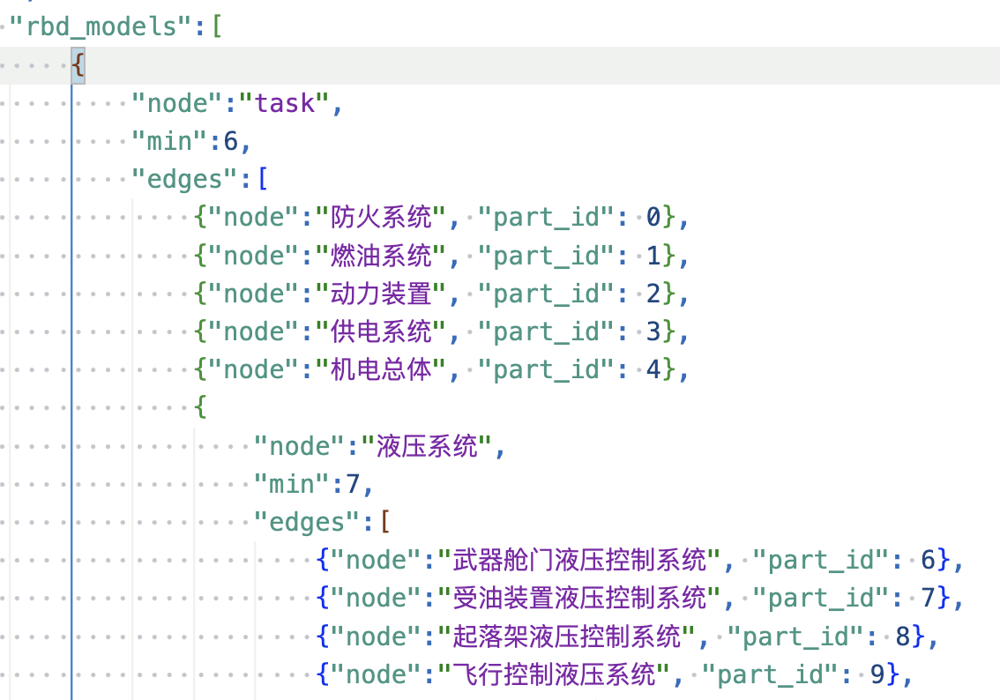 "rbd_models":[
{
"node":"task",
"min":6,
"edges":[
{"node":"防火系统", "part_id": 0},
{"node":"燃油系统", "part_id": 1},
{"node":"动力装置", "part_id": 2},
{"node":"供电系统", "part_id": 3},
{"node":"机电总体", "part_id": 4},
{
"node":"液压系统",
"min":7,
"edges":[
{"node":"武器舱门液压控制系统", "part_id": 6},
{"node":"受油装置液压控制系统", "part_id": 7},
{"node":"起落架液压控制系统", "part_id": 8},
{"node":"飞行控制液压系统", "part_id": 9},